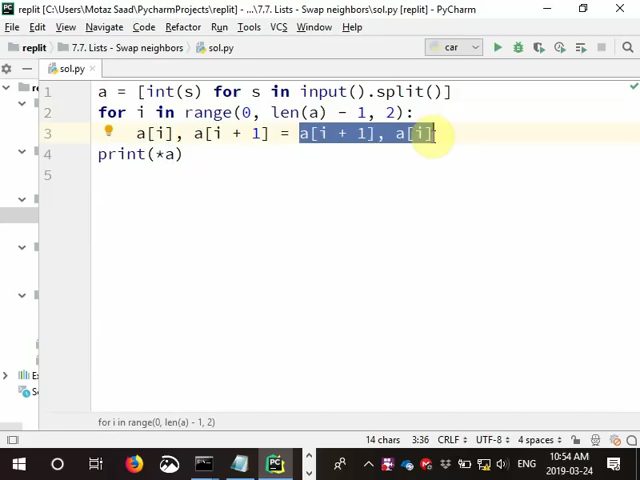 replit [C:\Users\Motaz Saad\PycharmProjects\replit] - ...\7.7. Lists - Swap neighbors\sol.py [replit] - PyCharm
File Edit View Navigate Code Refactor Run Tools VCS Window Help
replit 7.7. Lists - Swap neighbors sol.py car
re sol.py
1 a = [int(s) for s in input().split()]
2 for i in range(0, len(a) - 1, 2):
3 a[i], a[i + 1] = a[i + 1], a[i]
4 print(*a)
5
Ex
Sc
for i in range(0, len(a) - 1, 2)
14 chars 3:36 CRLF UTF-8 4 spaces
10:54 AM
ENG
2019-03-24